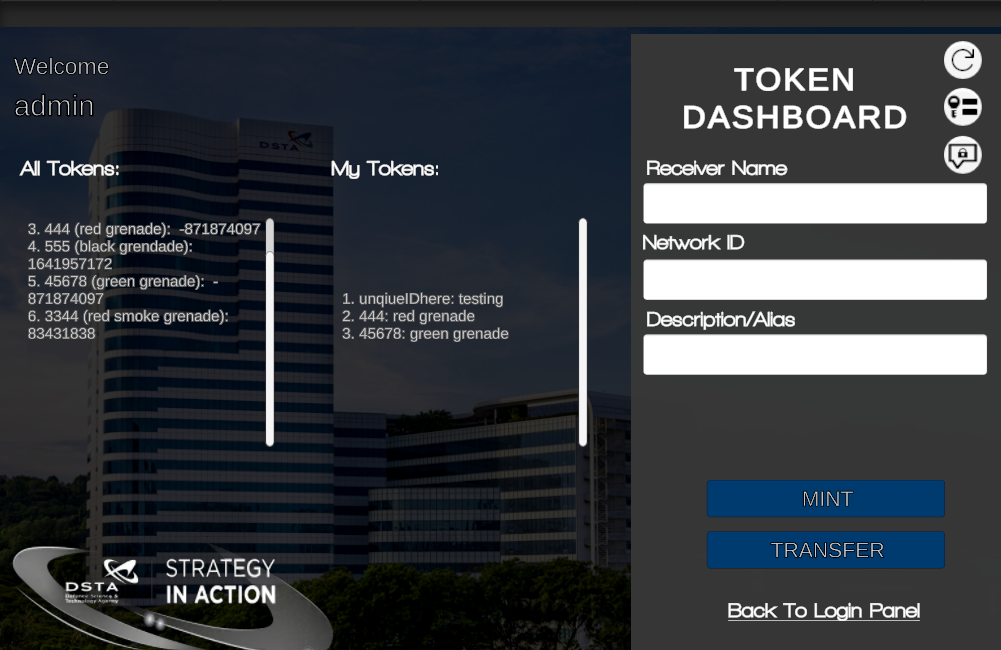 Welcome
admin
DSTA
All Tokens:
3. 444 (red grenade):  -871874097
4. 555 (black grendade):
1641957172
5. 45678 (green grenade):  -
871874097
6. 3344 (red smoke grenade):
83431838
My Tokens:
1. unqiueIDhere: testing
2. 444: red grenade
3. 45678: green grenade
TOKEN
DASHBOARD
Receiver Name
Network ID
Description/Alias
MINT
TRANSFER
Back To Login Panel
DSTA
Defence Science &
Technology Agency
STRATEGY
IN ACTION